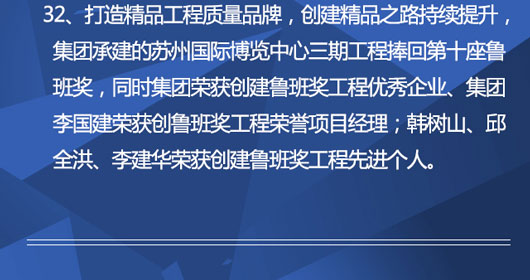 32、打造精品工程质量品牌，创建精品之路持续提升，
集团承建的苏州国际博览中心三期工程捧回第十座鲁
班奖，同时集团荣获创建鲁班奖工程优秀企业、集团
李国建荣获创鲁班奖工程荣誉项目经理；韩树山、邱
全洪、李建华荣获创建鲁班奖工程先进个人。